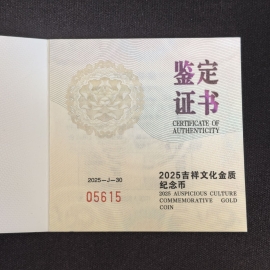 鉴定
证书
CERTIFICATE OF
AUTHENTICITY
2025-J-30
05615
2025吉祥文化金质
纪念币
2025 AUSPICIOUS CULTURE
COMMEMORATIVE GOLD
COIN